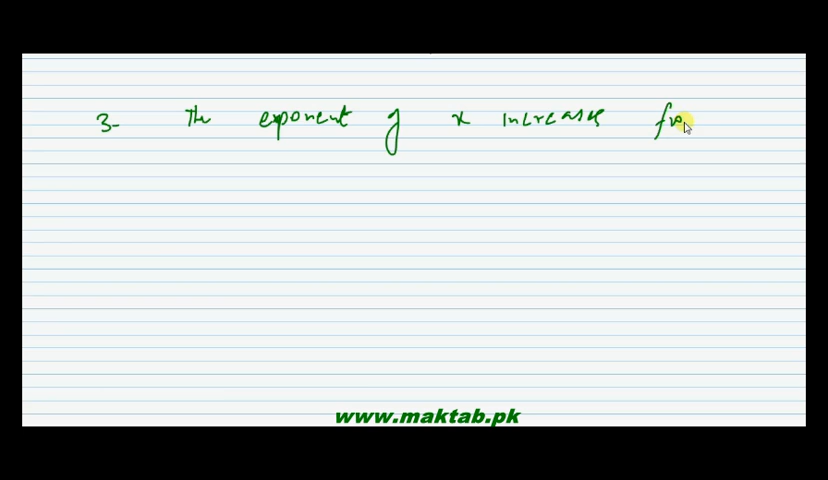 3- The exponent of x increases fro
www.maktab.pk